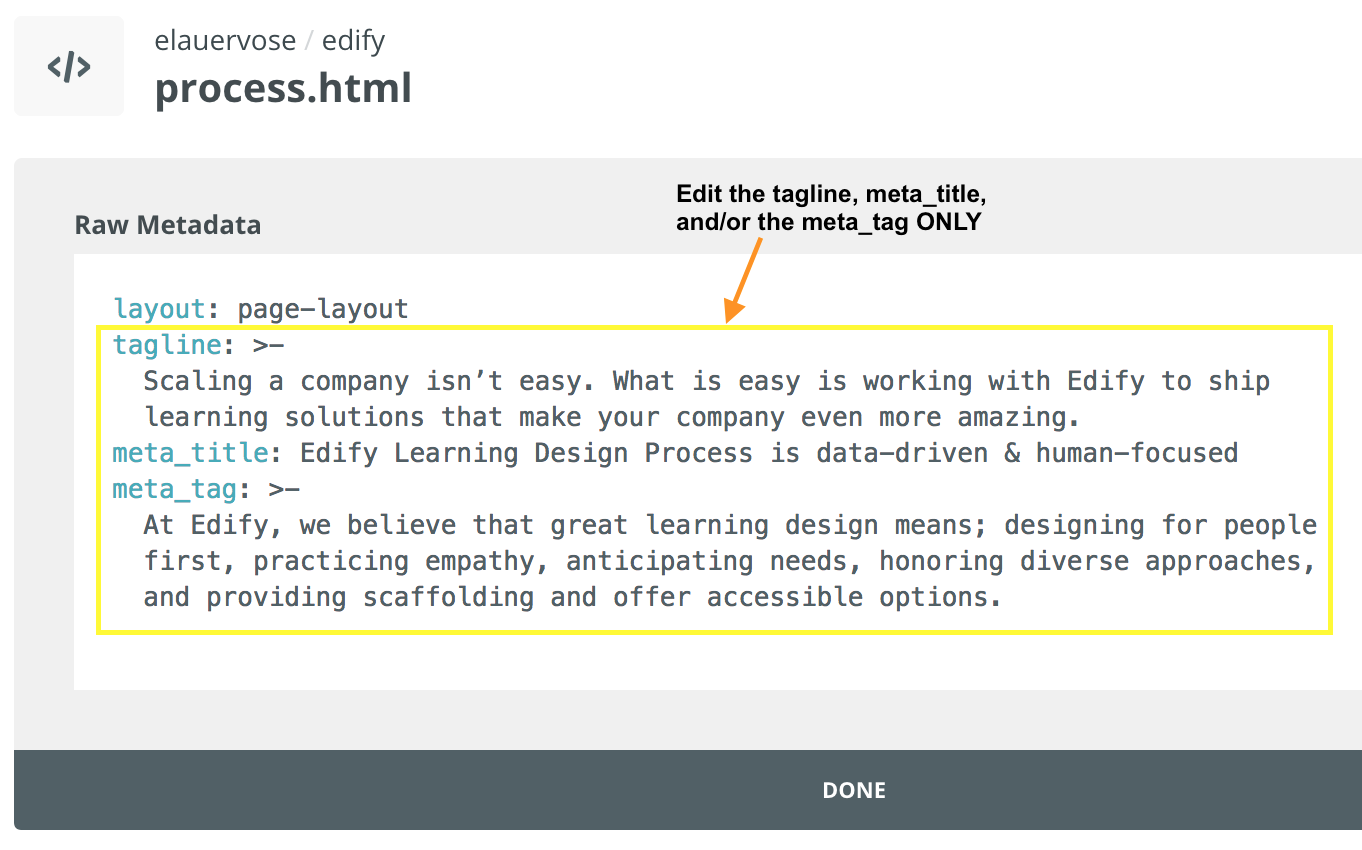 </>
elauervose / edify
process.html
Edit the tagline, meta_title,
and/or the meta_tag ONLY
Raw Metadata
layout: page-layout
tagline: >-
Scaling a company isn’t easy. What is easy is working with Edify to ship
learning solutions that make your company even more amazing.
meta_title: Edify Learning Design Process is data-driven & human-focused
meta_tag: >-
At Edify, we believe that great learning design means; designing for people
first, practicing empathy, anticipating needs, honoring diverse approaches,
and providing scaffolding and offer accessible options.
DONE